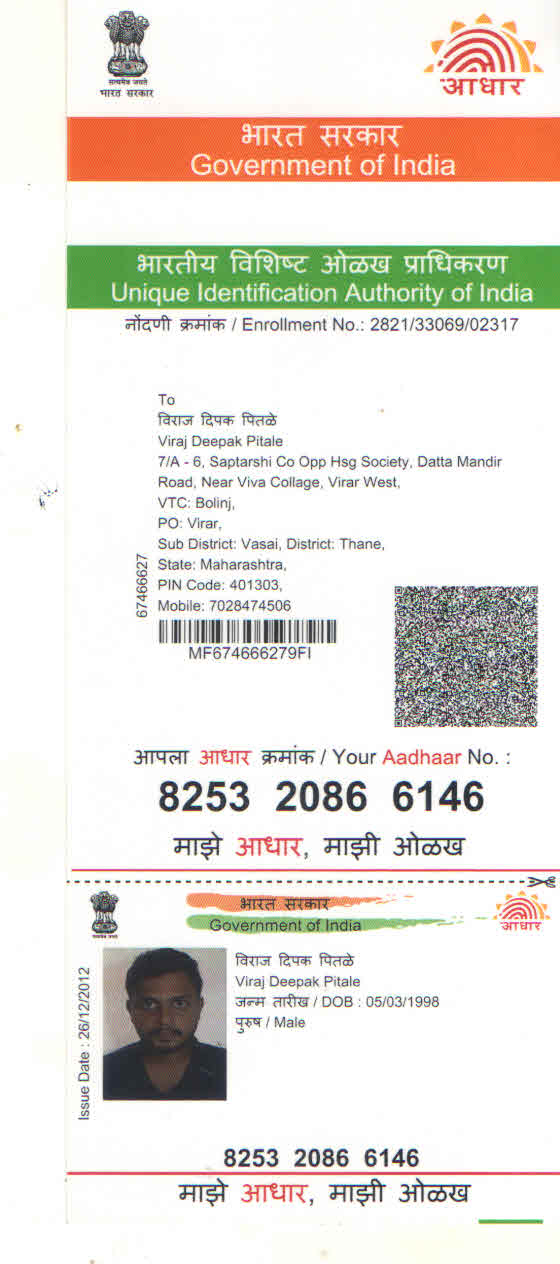 सत्यमेव जयते
भारत सरकार
आधार
भारत सरकार
Government of India
भारतीय विशिष्ट ओळख प्राधिकरण
Unique Identification Authority of India
नोंदणी क्रमांक / Enrollment No.: 2821/33069/02317
To
विराज दिपक पितळे
Viraj Deepak Pitale
7/A - 6, Saptarshi Co Opp Hsg Society, Datta Mandir
Road, Near Viva Collage, Virar West,
VTC: Bolinj,
PO: Virar,
Sub District: Vasai, District: Thane,
State: Maharashtra,
PIN Code: 401303,
Mobile: 7028474506
67466627
MF674666279FI
आपला आधार क्रमांक / Your Aadhaar No. :
8253 2086 6146
माझे आधार, माझी ओळख
भारत सरकार
Government of India
सत्यमेव जयते
आधार
Issue Date : 26/12/2012
विराज दिपक पितळे
Viraj Deepak Pitale
जन्म तारीख / DOB : 05/03/1998
पुरुष / Male
8253 2086 6146
माझे आधार, माझी ओळख